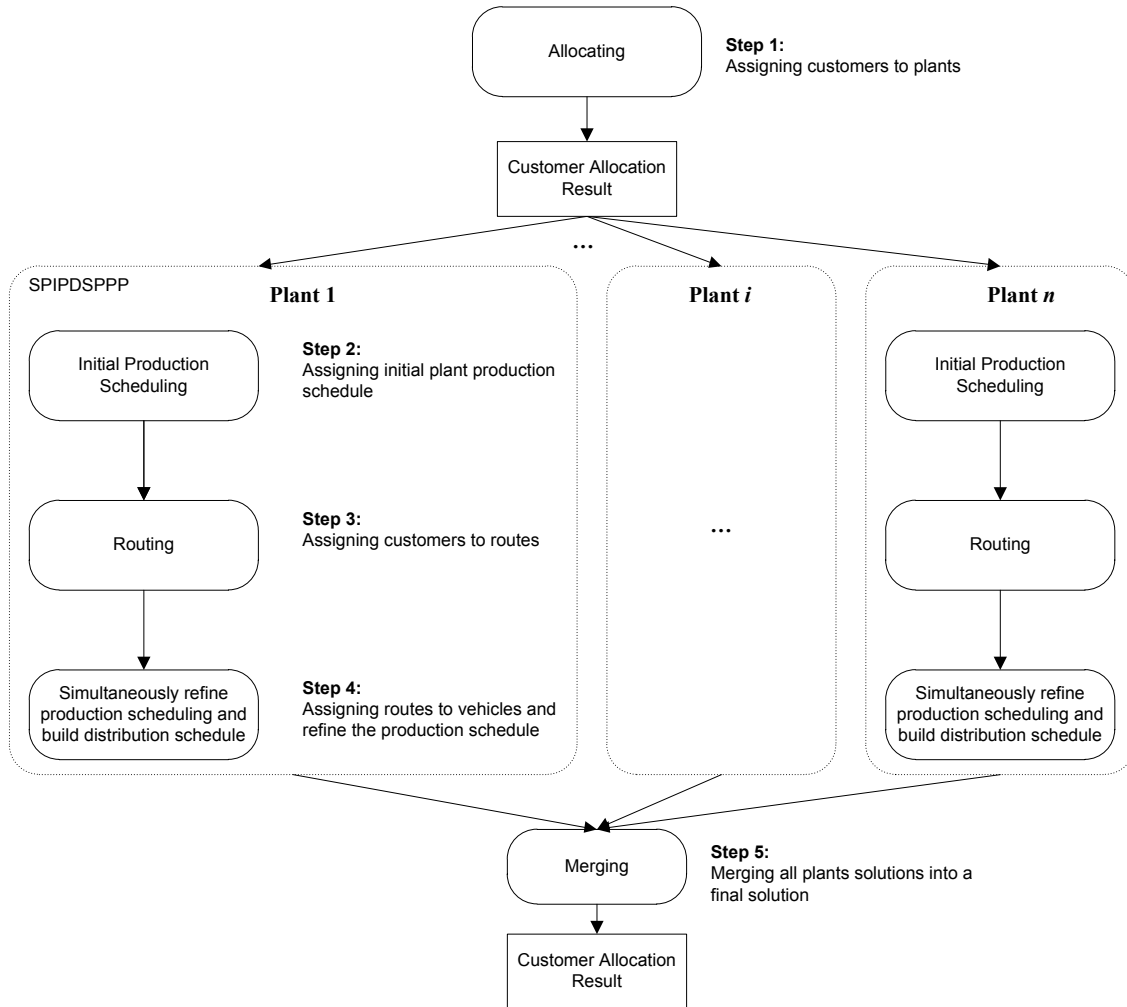 Allocating
Step 1:
Assigning customers to plants
Customer Allocation
Result
...
SPIPDSPPP
Plant 1
Plant i
Plant n
Initial Production
Scheduling
Step 2:
Assigning initial plant production
schedule
Initial Production
Scheduling
Routing
Step 3:
Assigning customers to routes
...
Routing
Simultaneously refine
production scheduling and
build distribution schedule
Step 4:
Assigning routes to vehicles and
refine the production schedule
Simultaneously refine
production scheduling and
build distribution schedule
Merging
Step 5:
Merging all plants solutions into a
final solution
Customer Allocation
Result